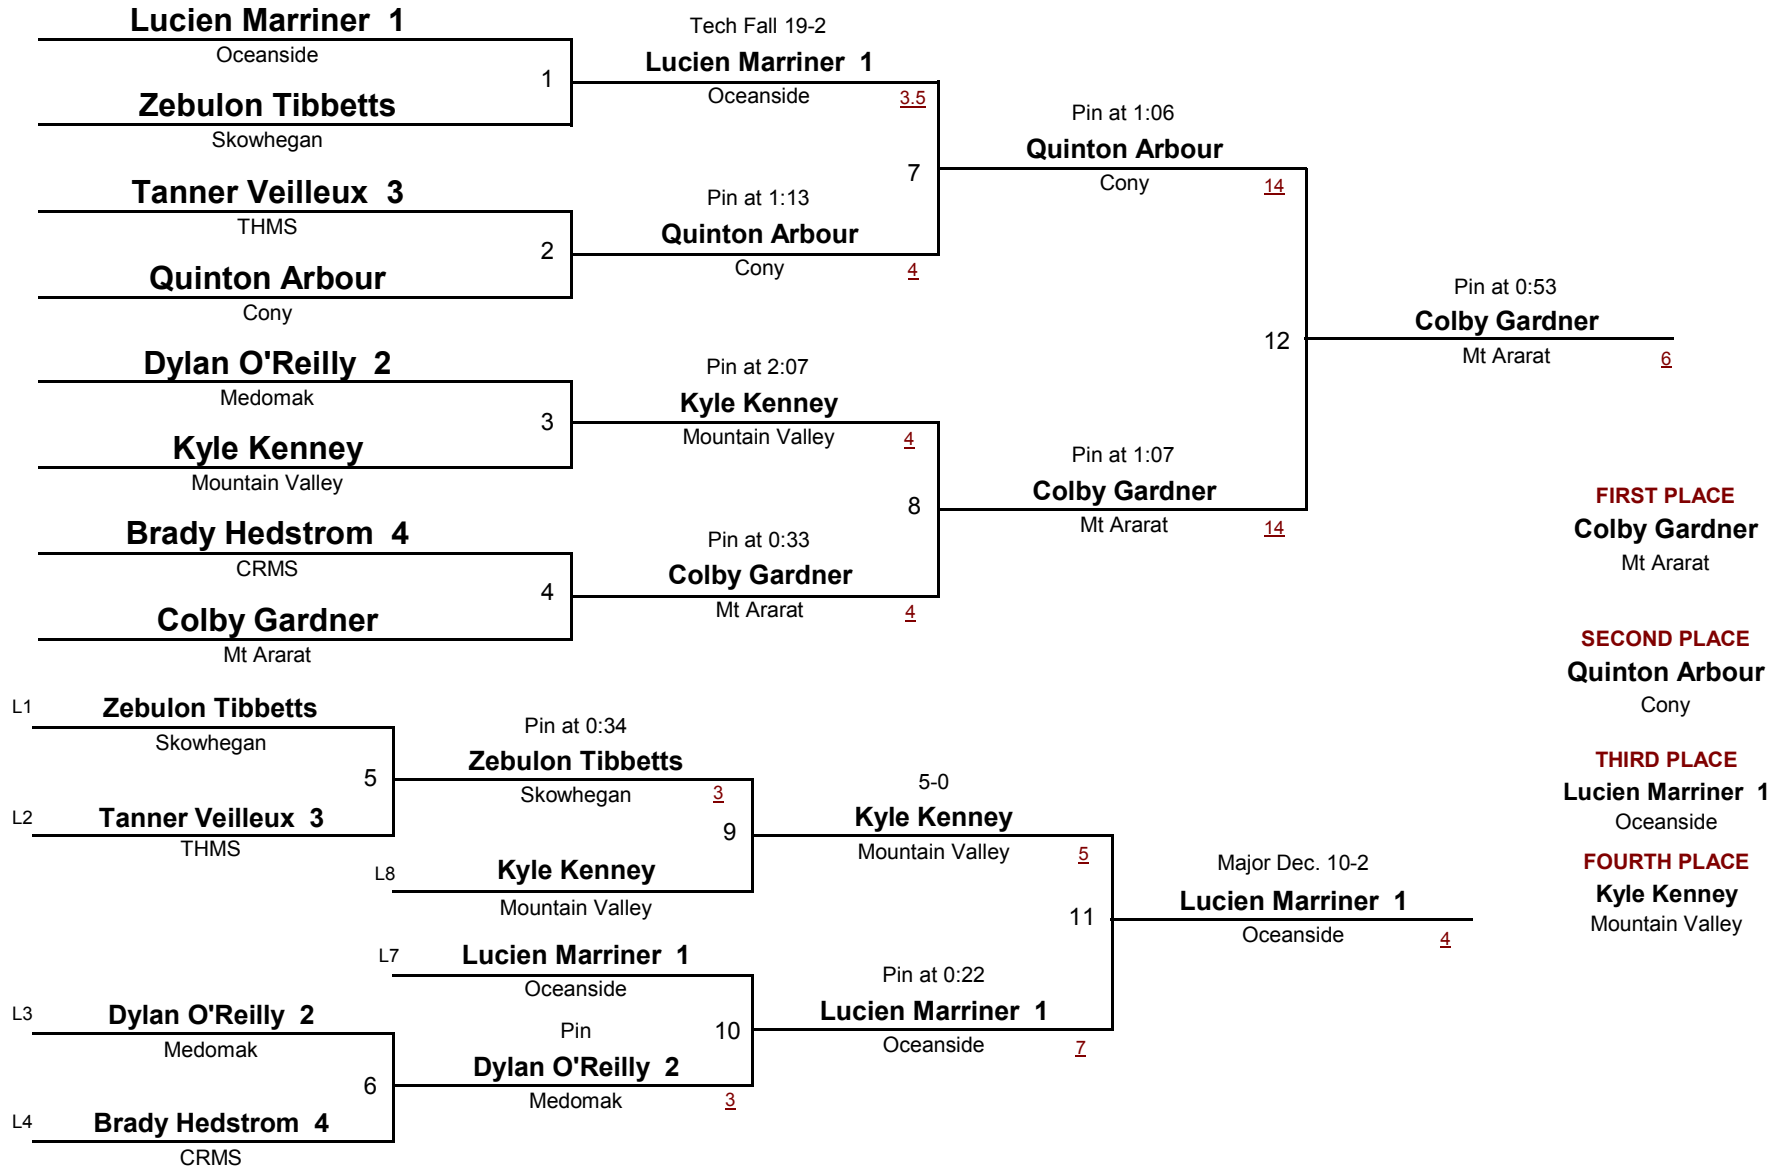 Lucien Marriner 1
Oceanside
1
Zebulon Tibbetts
Skowhegan
Tanner Veilleux 3
THMS
2
Quinton Arbour
Cony
Dylan O'Reilly 2
Medomak
3
Kyle Kenney
Mountain Valley
Brady Hedstrom 4
CRMS
4
Colby Gardner
Mt Ararat
Tech Fall 19-2
Lucien Marriner 1
Oceanside 3.5
7
Pin at 1:13
Quinton Arbour
Cony 4
Pin at 2:07
Kyle Kenney
Mountain Valley 4
8
Pin at 0:33
Colby Gardner
Mt Ararat 4
Pin at 1:06
Quinton Arbour
Cony 14
12
Pin at 1:07
Colby Gardner
Mt Ararat 14
Pin at 0:53
Colby Gardner
Mt Ararat 6
L1 Zebulon Tibbetts
Skowhegan
5
L2 Tanner Veilleux 3
THMS
Pin at 0:34
Zebulon Tibbetts
Skowhegan 3
9
L8 Kyle Kenney
Mountain Valley
L7 Lucien Marriner 1
Oceanside
10
Pin
Dylan O'Reilly 2
Medomak 3
L3 Dylan O'Reilly 2
Medomak
6
L4 Brady Hedstrom 4
CRMS
5-0
Kyle Kenney
Mountain Valley 5
11
Pin at 0:22
Lucien Marriner 1
Oceanside 7
Major Dec. 10-2
Lucien Marriner 1
Oceanside 4
FIRST PLACE
Colby Gardner
Mt Ararat
SECOND PLACE
Quinton Arbour
Cony
THIRD PLACE
Lucien Marriner 1
Oceanside
FOURTH PLACE
Kyle Kenney
Mountain Valley